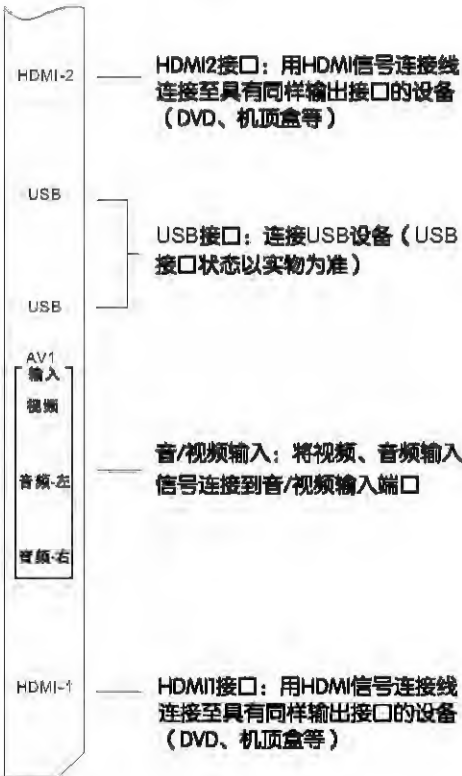 HDMI-2
HDMI2接口：用HDMI信号连接线
连接至具有同样输出接口的设备
（DVD、机顶盒等）
USB
USB接口：连接USB设备（USB
接口状态以实物为准）
USB
AV1
输入
视频
音频-左
音频-右
音/视频输入：将视频、音频输入
信号连接到音/视频输入端口
HDMI-1
HDMI1接口：用HDMI信号连接线
连接至具有同样输出接口的设备
（DVD、机顶盒等）